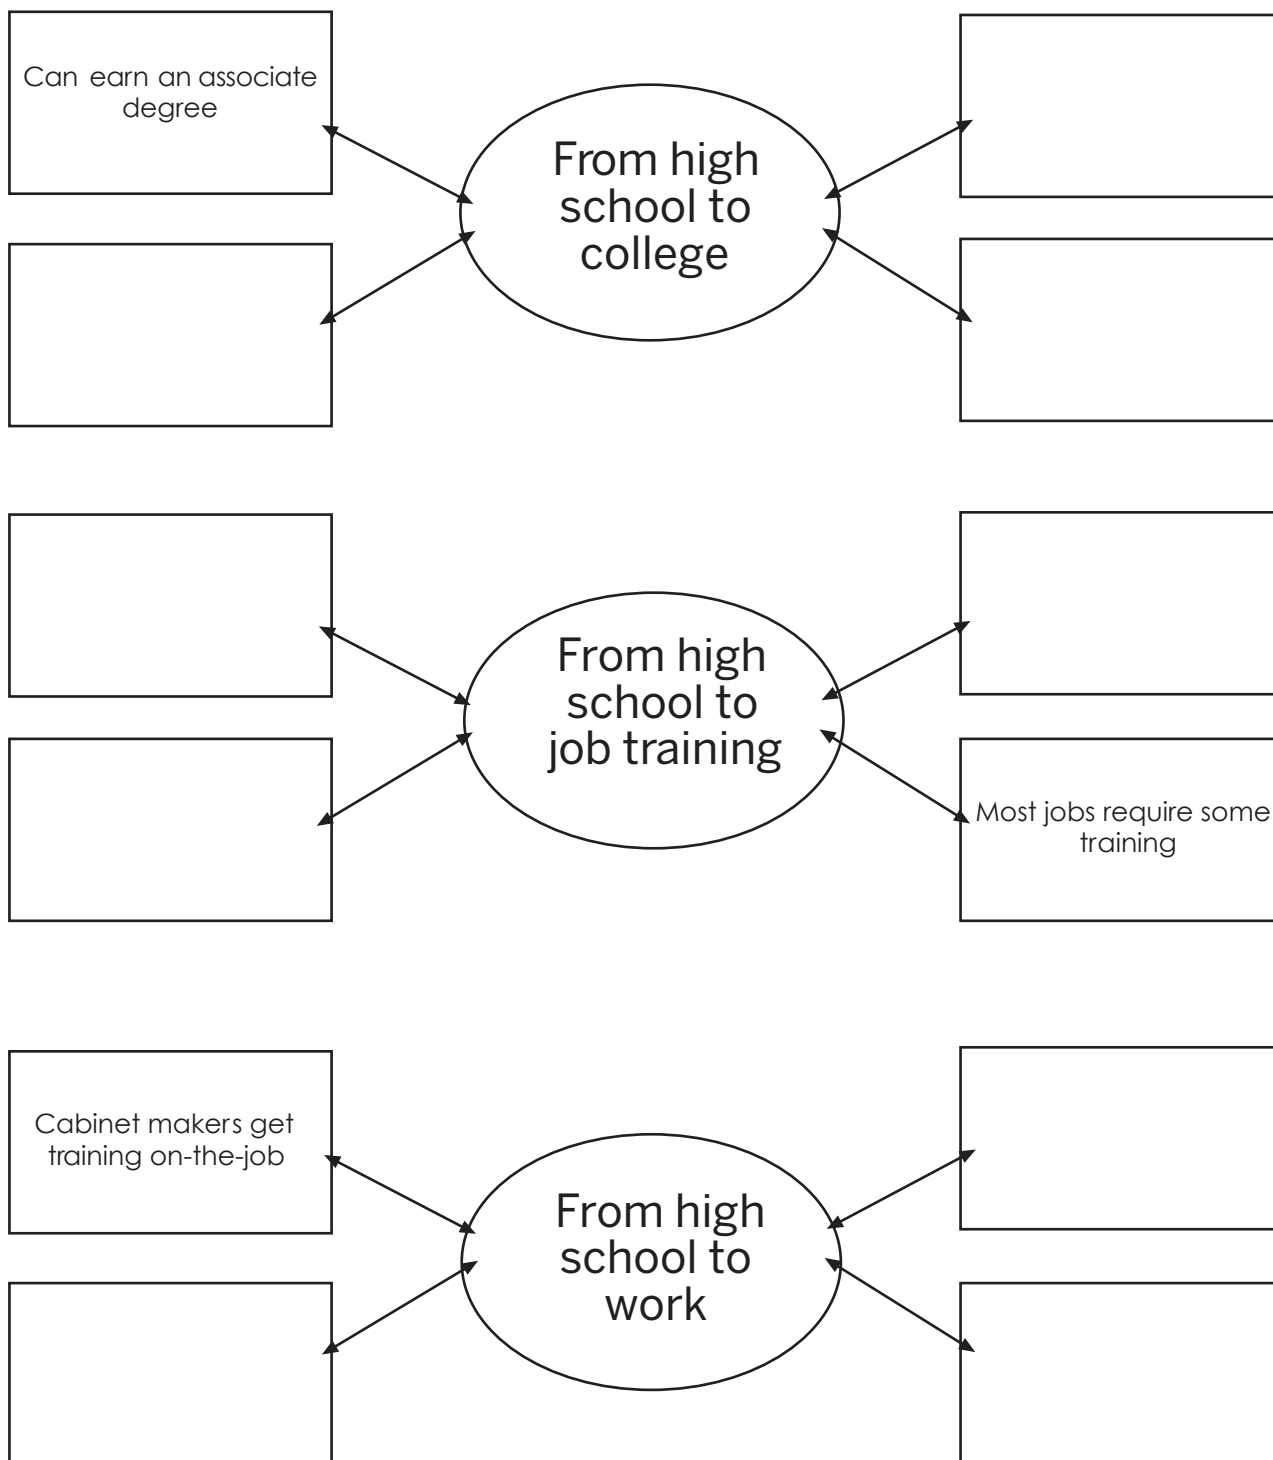 Can earn an associate
degree
From high
school to
college
From high
school to
job training
Most jobs require some
training
Cabinet makers get
training on-the-job
From high
school to
work